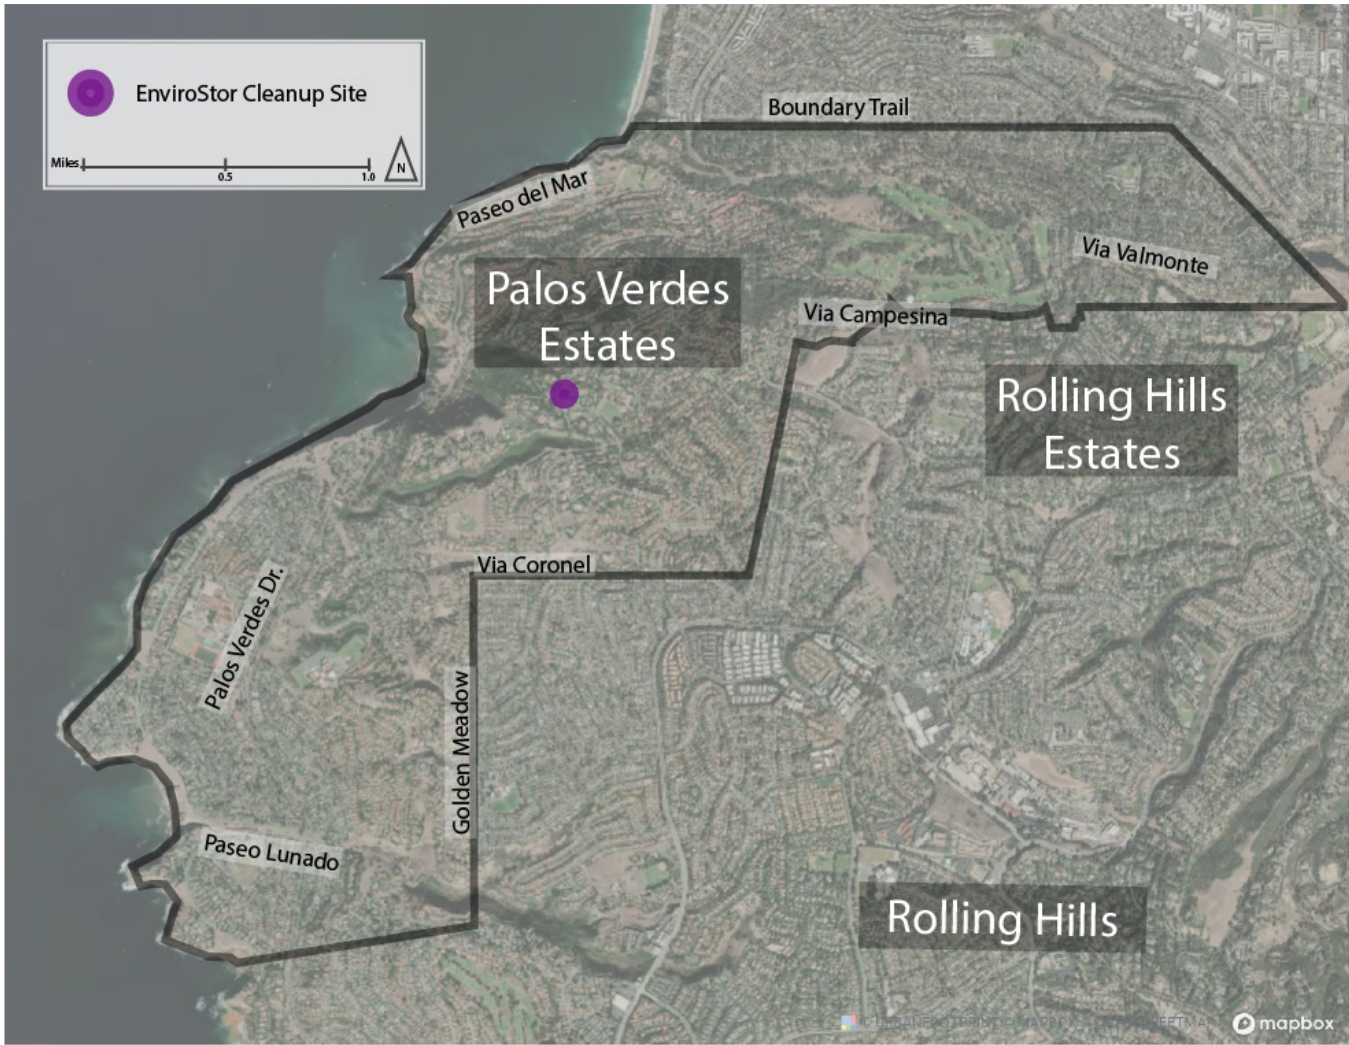 EnviroStor Cleanup Site
Miles
0.5
1.0
N
Boundary Trail
Paseo del Mar
Via Valmonte
Palos Verdes
Estates
Via Campesina
Rolling Hills
Estates
Via Coronel
Palos Verdes Dr.
Golden Meadow
Paseo Lunado
Rolling Hills
mapbox